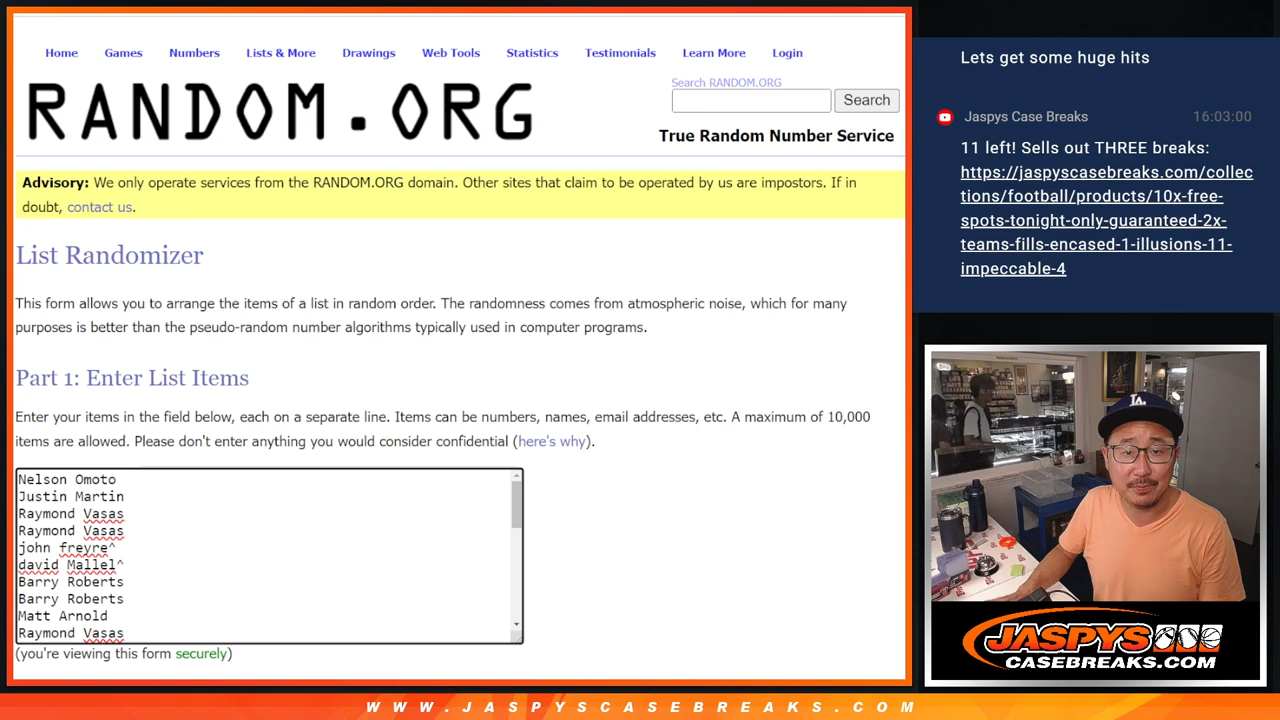 Home Games Numbers Lists & More Drawings Web Tools Statistics Testimonials Learn More Login
RANDOM.ORG
Search RANDOM.ORG
Search
True Random Number Service
Advisory: We only operate services from the RANDOM.ORG domain. Other sites that claim to be operated by us are impostors. If in
doubt, contact us.
List Randomizer
This form allows you to arrange the items of a list in random order. The randomness comes from atmospheric noise, which for many
purposes is better than the pseudo-random number algorithms typically used in computer programs.
Part 1: Enter List Items
Enter your items in the field below, each on a separate line. Items can be numbers, names, email addresses, etc. A maximum of 10,000
items are allowed. Please don't enter anything you would consider confidential (here's why).
Nelson Omoto
Justin Martin
Raymond Vasas
Raymond Vasas
john freyre^
david Mallel^
Barry Roberts
Barry Roberts
Matt Arnold
Raymond Vasas
(you're viewing this form securely)
Lets get some huge hits
Jaspys Case Breaks 16:03:00
11 left! Sells out THREE breaks:
https://jaspyscasebreaks.com/collec
tions/football/products/10x-free-
spots-tonight-only-guaranteed-2x-
teams-fills-encased-1-illusions-11-
impeccable-4
LA
JASPYS
CASEBREAKS.COM
WWW.JASPYSCASEBREAKS.COM